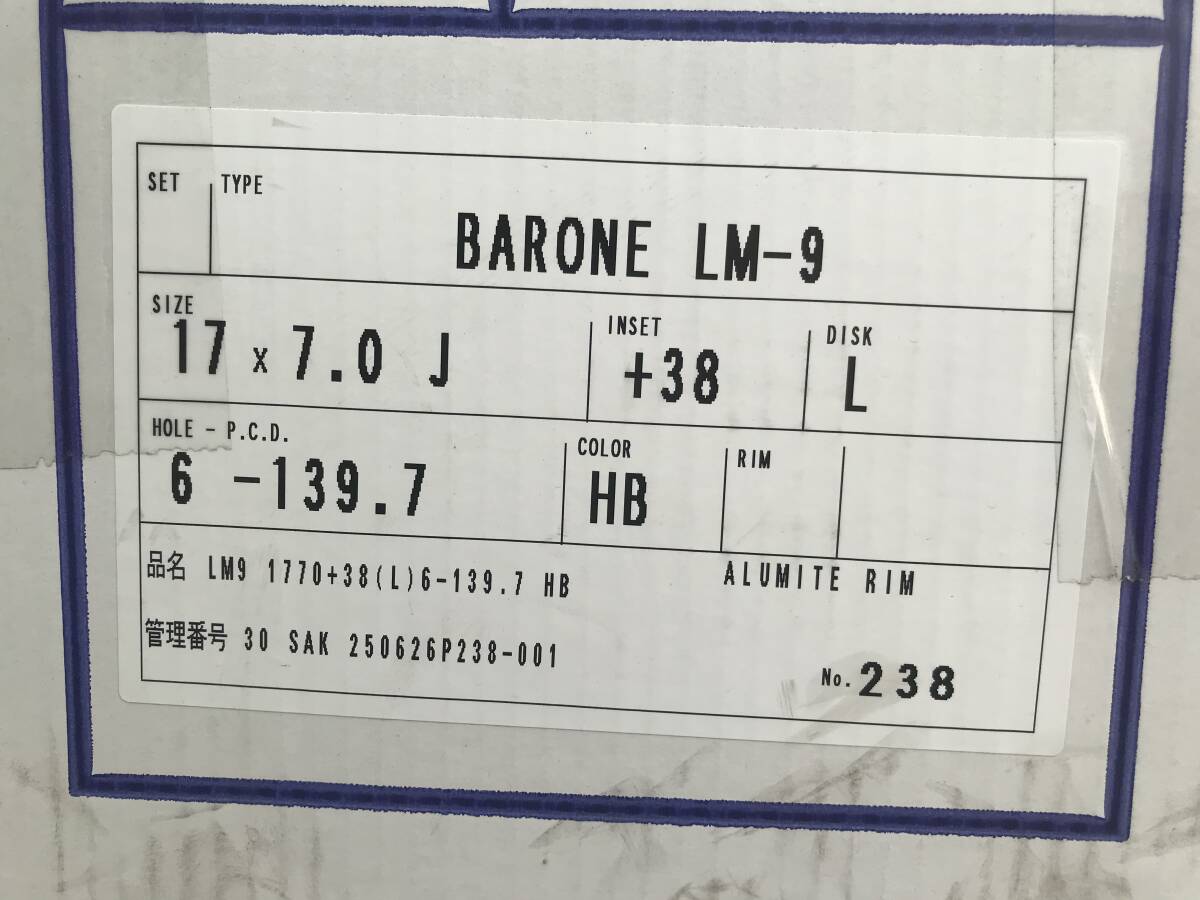 SET TYPE
BARONE LM-9
SIZE INSET DISK
17 x 7.0 J +38 L
HOLE - P.C.D. COLOR RIM
6 -139.7 HB
品名 LM9 1770+38(L)6-139.7 HB ALUMITE RIM
管理番号 30 SAK 250626P238-001
No. 238